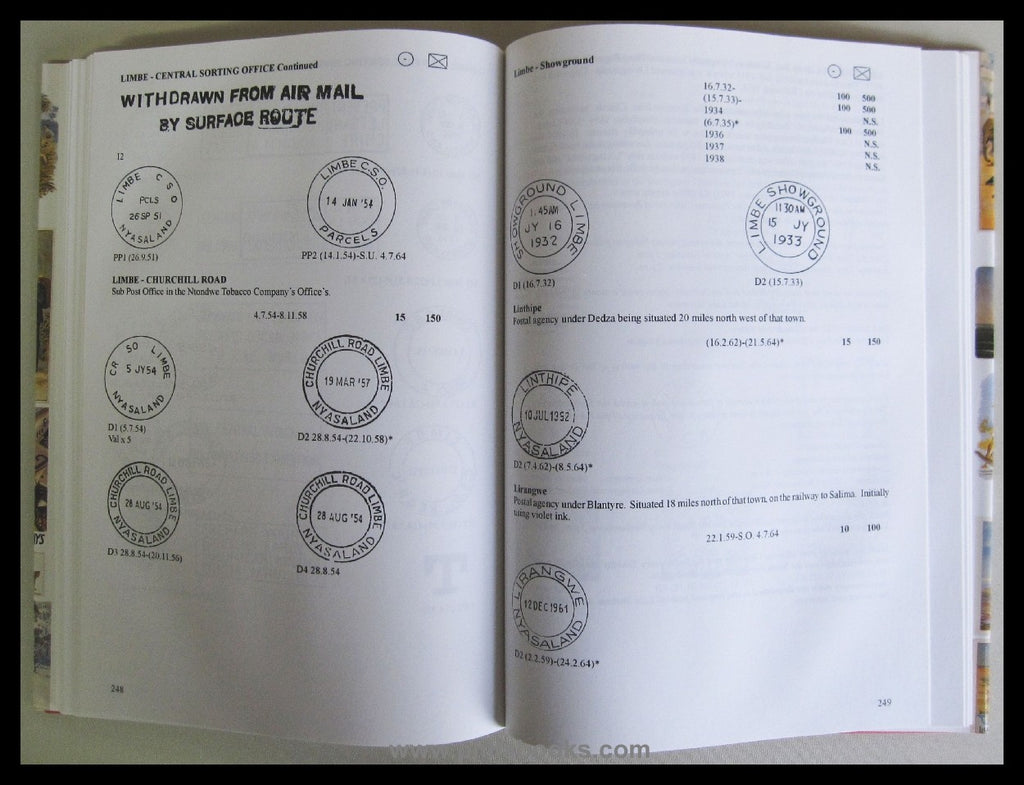 LIMBE - CENTRAL SORTING OFFICE Continued
WITHDRAWN FROM AIR MAIL
BY SURFACE ROUTE
12
LIMBE C S O
PCLS
26 SP 51
NYASALAND
PP1 (26.9.51)
LIMBE C.S.O.
14 JAN '54
PARCELS
PP2 (14.1.54)-S.U. 4.7.64
LIMBE - CHURCHILL ROAD
Sub Post Office in the Ntondwe Tobacco Company's Office's.
4.7.54-8.11.58 15 150
CR SO LIMBE
5 JY 54
NYASALAND
D1 (5.7.54)
Val x 5
CHURCHILL ROAD LIMBE
19 MAR '57
NYASALAND
D2 28.8.54-(22.10.58)*
CHURCHILL ROAD LIMBE
28 AUG '54
NYASALAND
D3 28.8.54-(20.11.56)
CHURCHILL ROAD LIMBE
28 AUG '54
NYASALAND
D4 28.8.54
248
Limbe - Showground
16.7.32-
(15.7.33)- 100 500
1934 100 500
(6.7.35)* N.S.
1936 100 500
1937 N.S.
1938 N.S.
N.S.
SHOWGROUND LIMBE
1.45AM
JY 16
1932
D1 (16.7.32)
LIMBE SHOWGROUND
11 30AM
15 JY
1933
D2 (15.7.33)
Linthipe
Postal agency under Dedza being situated 20 miles north west of that town.
(16.2.62)-(21.5.64)* 15 150
LINTHIPE
10 JUL 1962
NYASALAND
D2 (7.4.62)-(8.5.64)*
Lirangwe
Postal agency under Blantyre. Situated 18 miles north of that town, on the railway to Salima. Initially
using violet ink.
22.1.59-S.O. 4.7.64 10 100
LIRANGWE
12 DEC 1961
NYASALAND
D2 (2.2.59)-(24.2.64)*
249